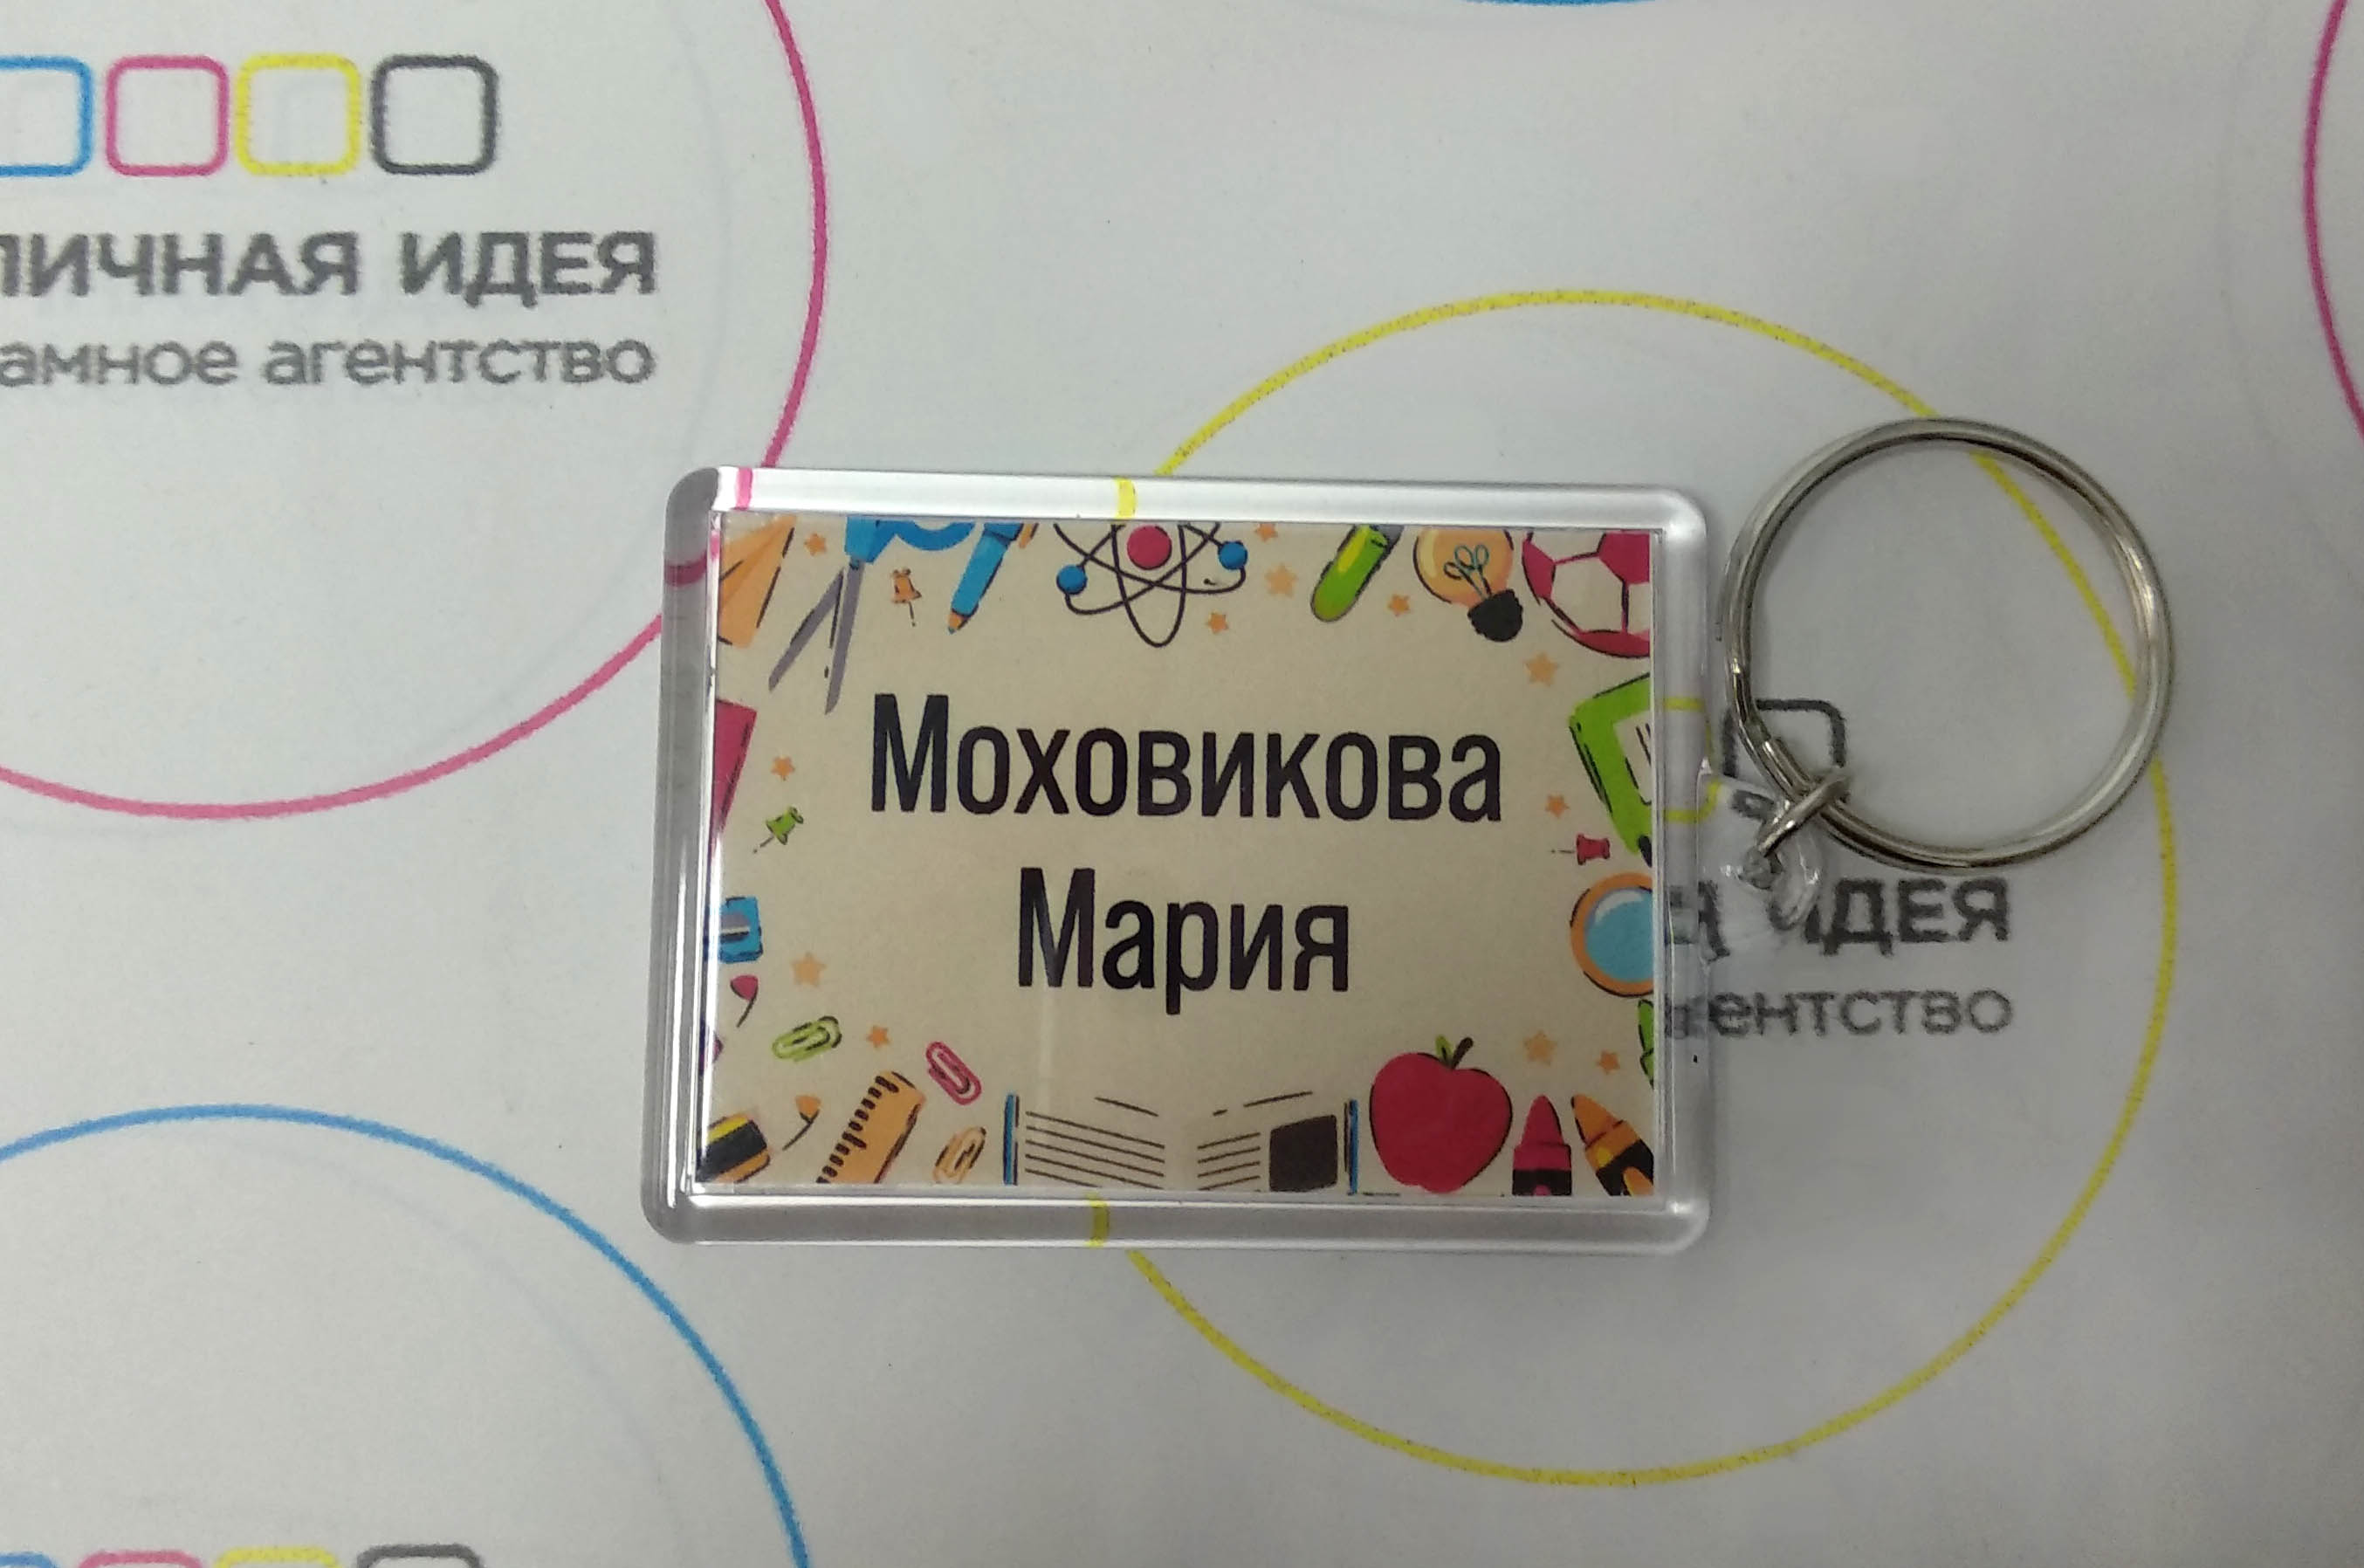 ЛИЧНАЯ ИДЕЯ
амное агентство
Моховикова
Мария
ИДЕЯ
агентство